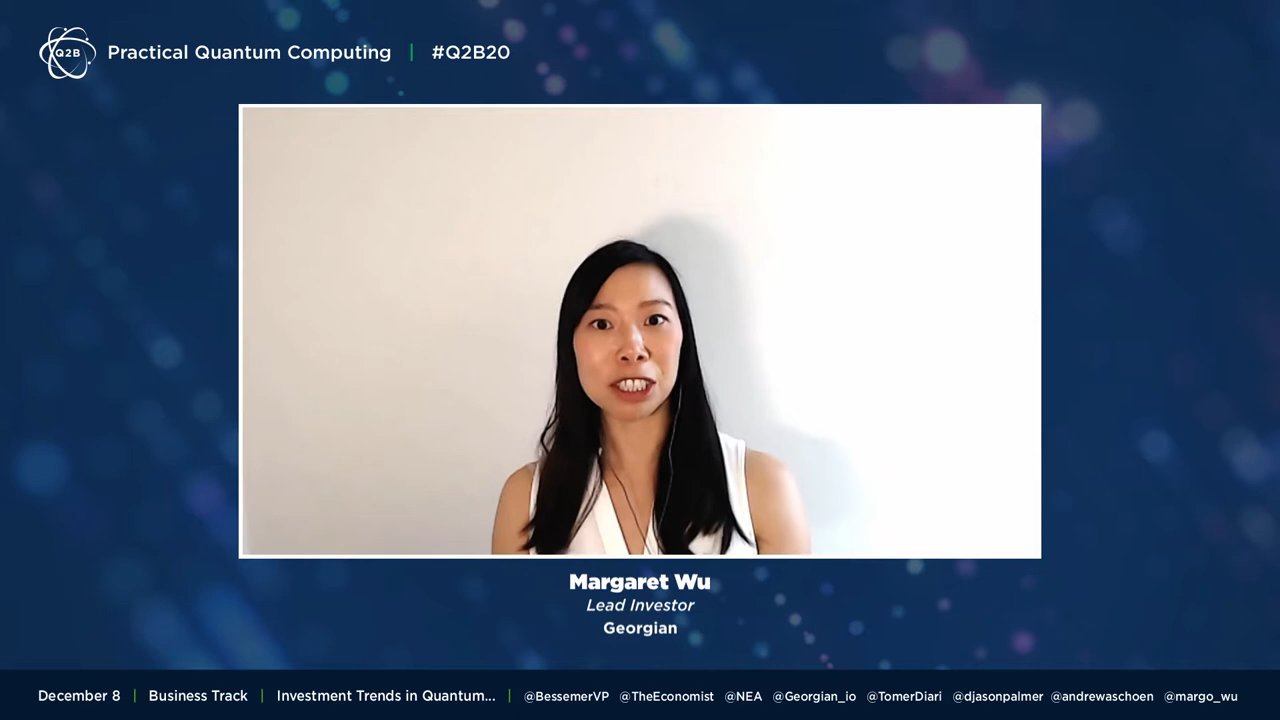 Q2B Practical Quantum Computing | #Q2B20
Margaret Wu
Lead Investor
Georgian
December 8 | Business Track | Investment Trends in Quantum... | @BessemerVP @TheEconomist @NEA @Georgian_io @TomerDiari @djasonpalmer @andrewaschoen @margo_wu